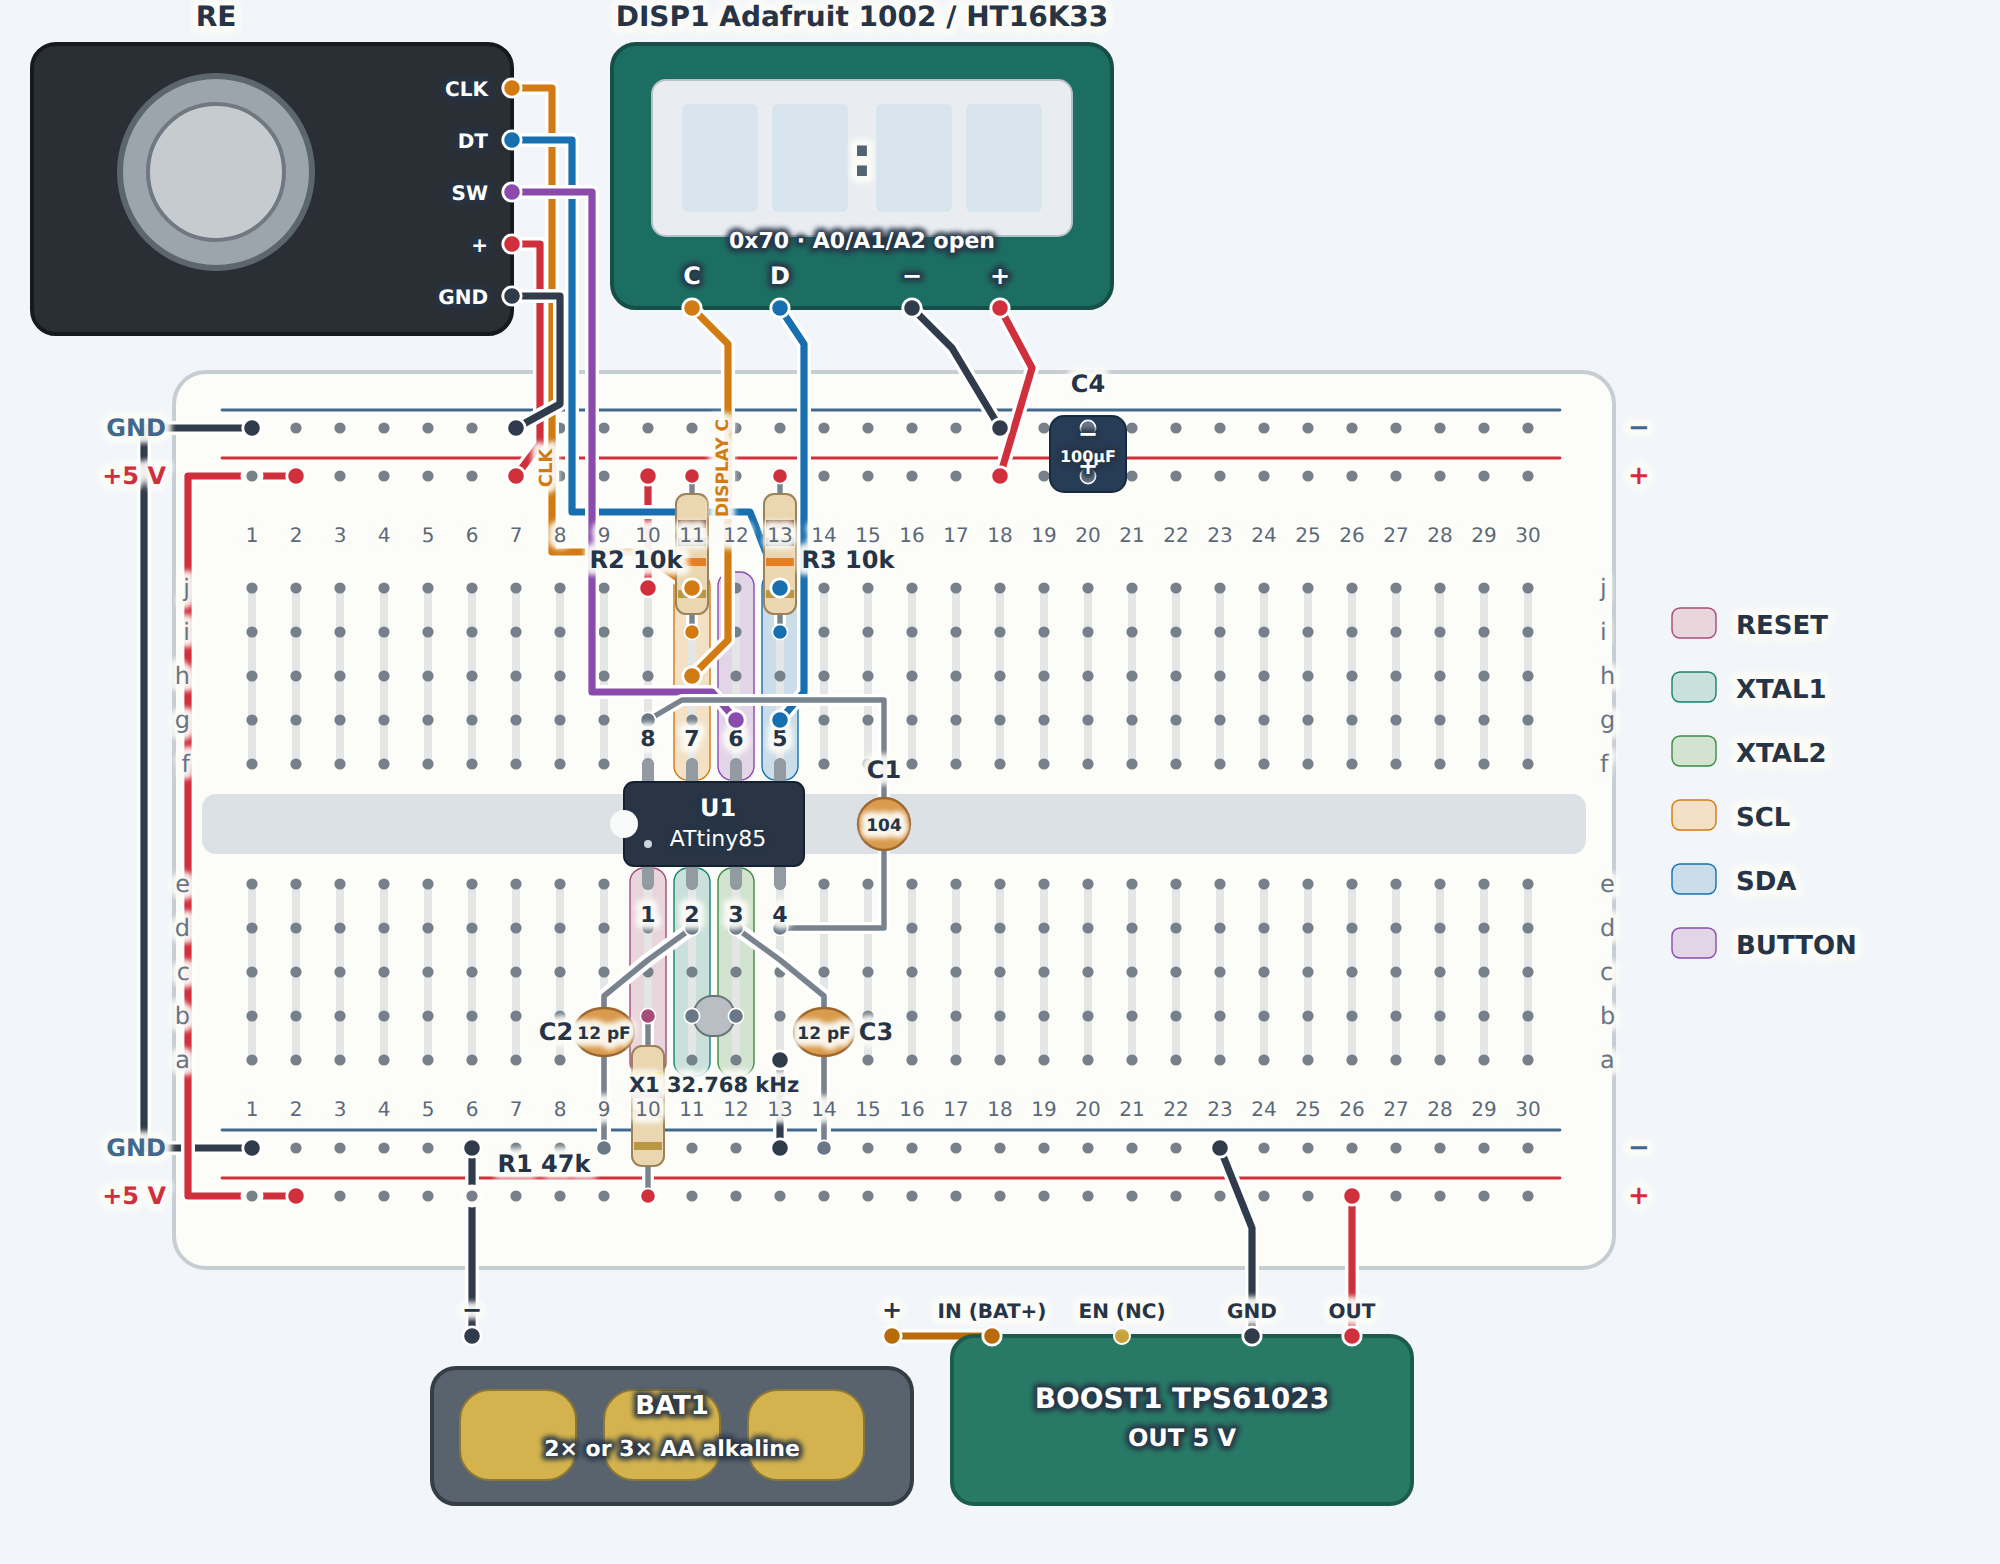 RE
DISP1 Adafruit 1002 / HT16K33
CLK
DT
SW
+
GND
:
0x70 · A0/A1/A2 open
C D − +
C4
GND −
100µF
−
+
+5 V +
CLK
DISPLAY C
1 2 3 4 5 6 7 8 9 10 11 12 13 14 15 16 17 18 19 20 21 22 23 24 25 26 27 28 29 30
R2 10k R3 10k
j j
i i
h h
g g
8 7 6 5
f f
C1
U1
ATtiny85
104
e e
1 2 3 4
d d
c c
b b
C2 12 pF 12 pF C3
a a
X1 32.768 kHz
1 2 3 4 5 6 7 8 9 10 11 12 13 14 15 16 17 18 19 20 21 22 23 24 25 26 27 28 29 30
GND −
R1 47k
+5 V +
RESET
XTAL1
XTAL2
SCL
SDA
BUTTON
− + IN (BAT+) EN (NC) GND OUT
BAT1
2× or 3× AA alkaline
BOOST1 TPS61023
OUT 5 V